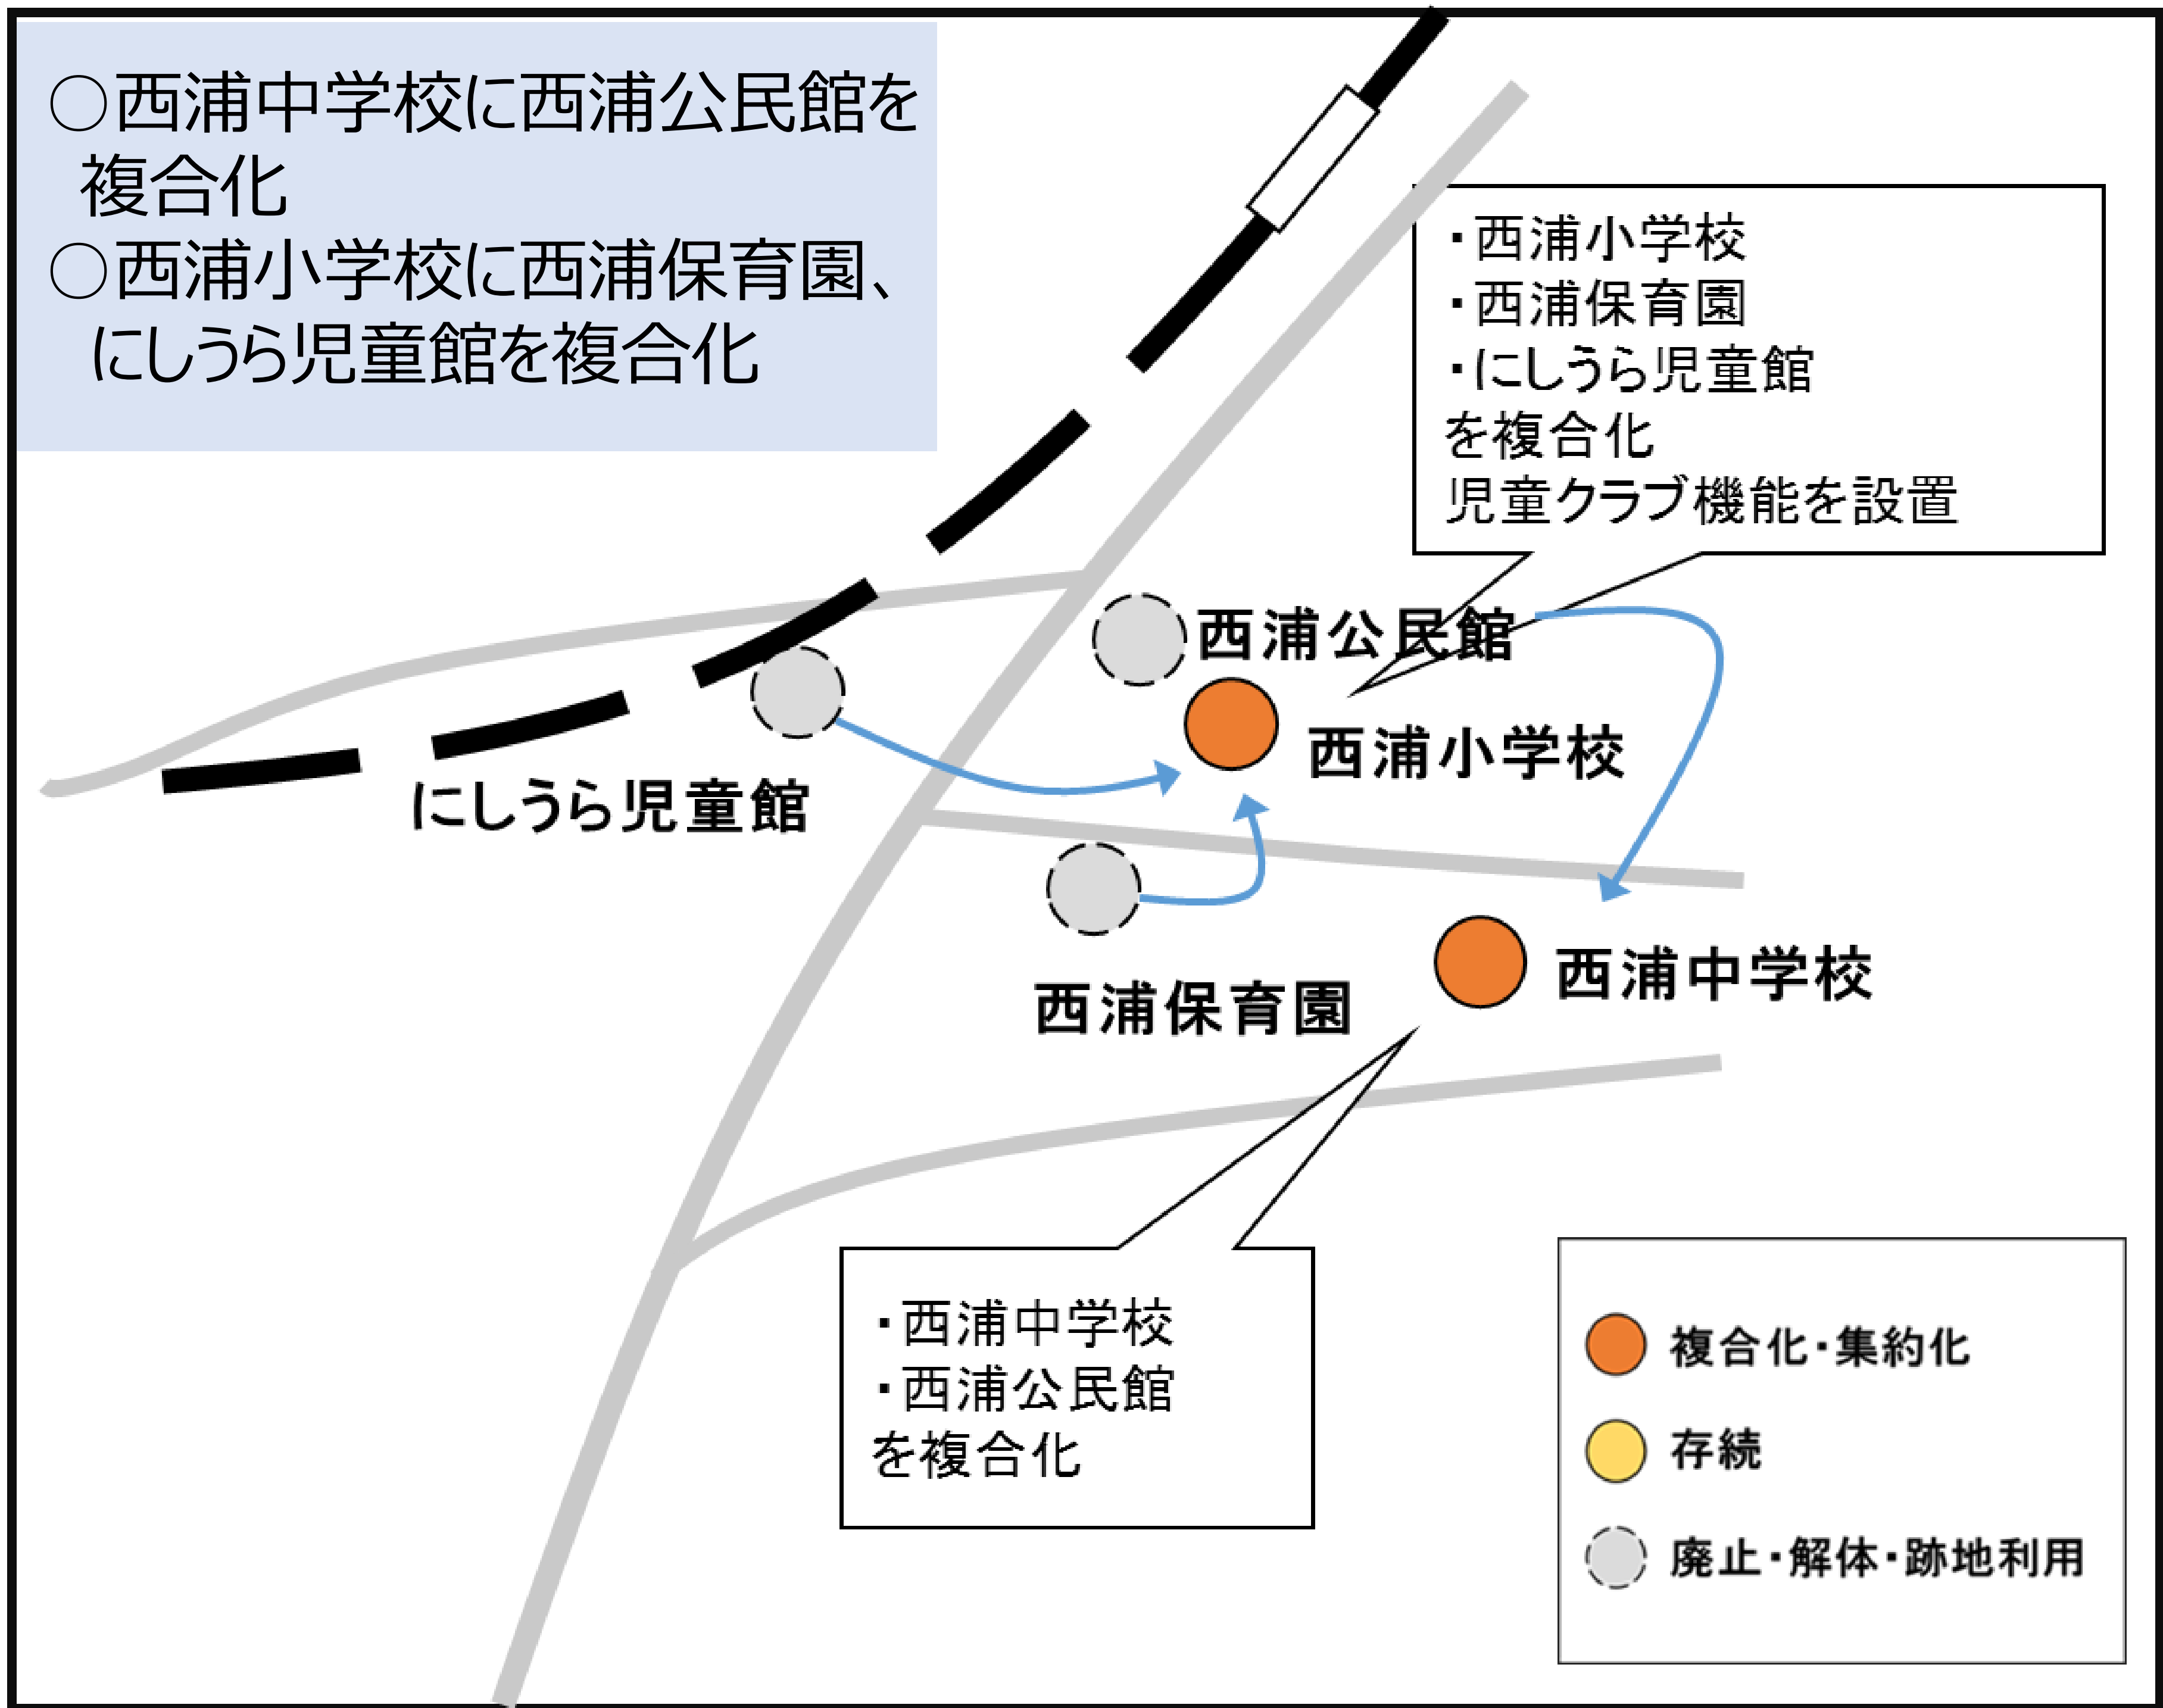 ○西浦中学校に西浦公民館を
複合化
○西浦小学校に西浦保育園、
にしうら児童館を複合化
・西浦小学校
・西浦保育園
・にしうら児童館
を複合化
児童クラブ機能を設置
西浦公民館
西浦小学校
にしうら児童館
西浦中学校
西浦保育園
・西浦中学校
・西浦公民館
を複合化
複合化・集約化
存続
廃止・解体・跡地利用